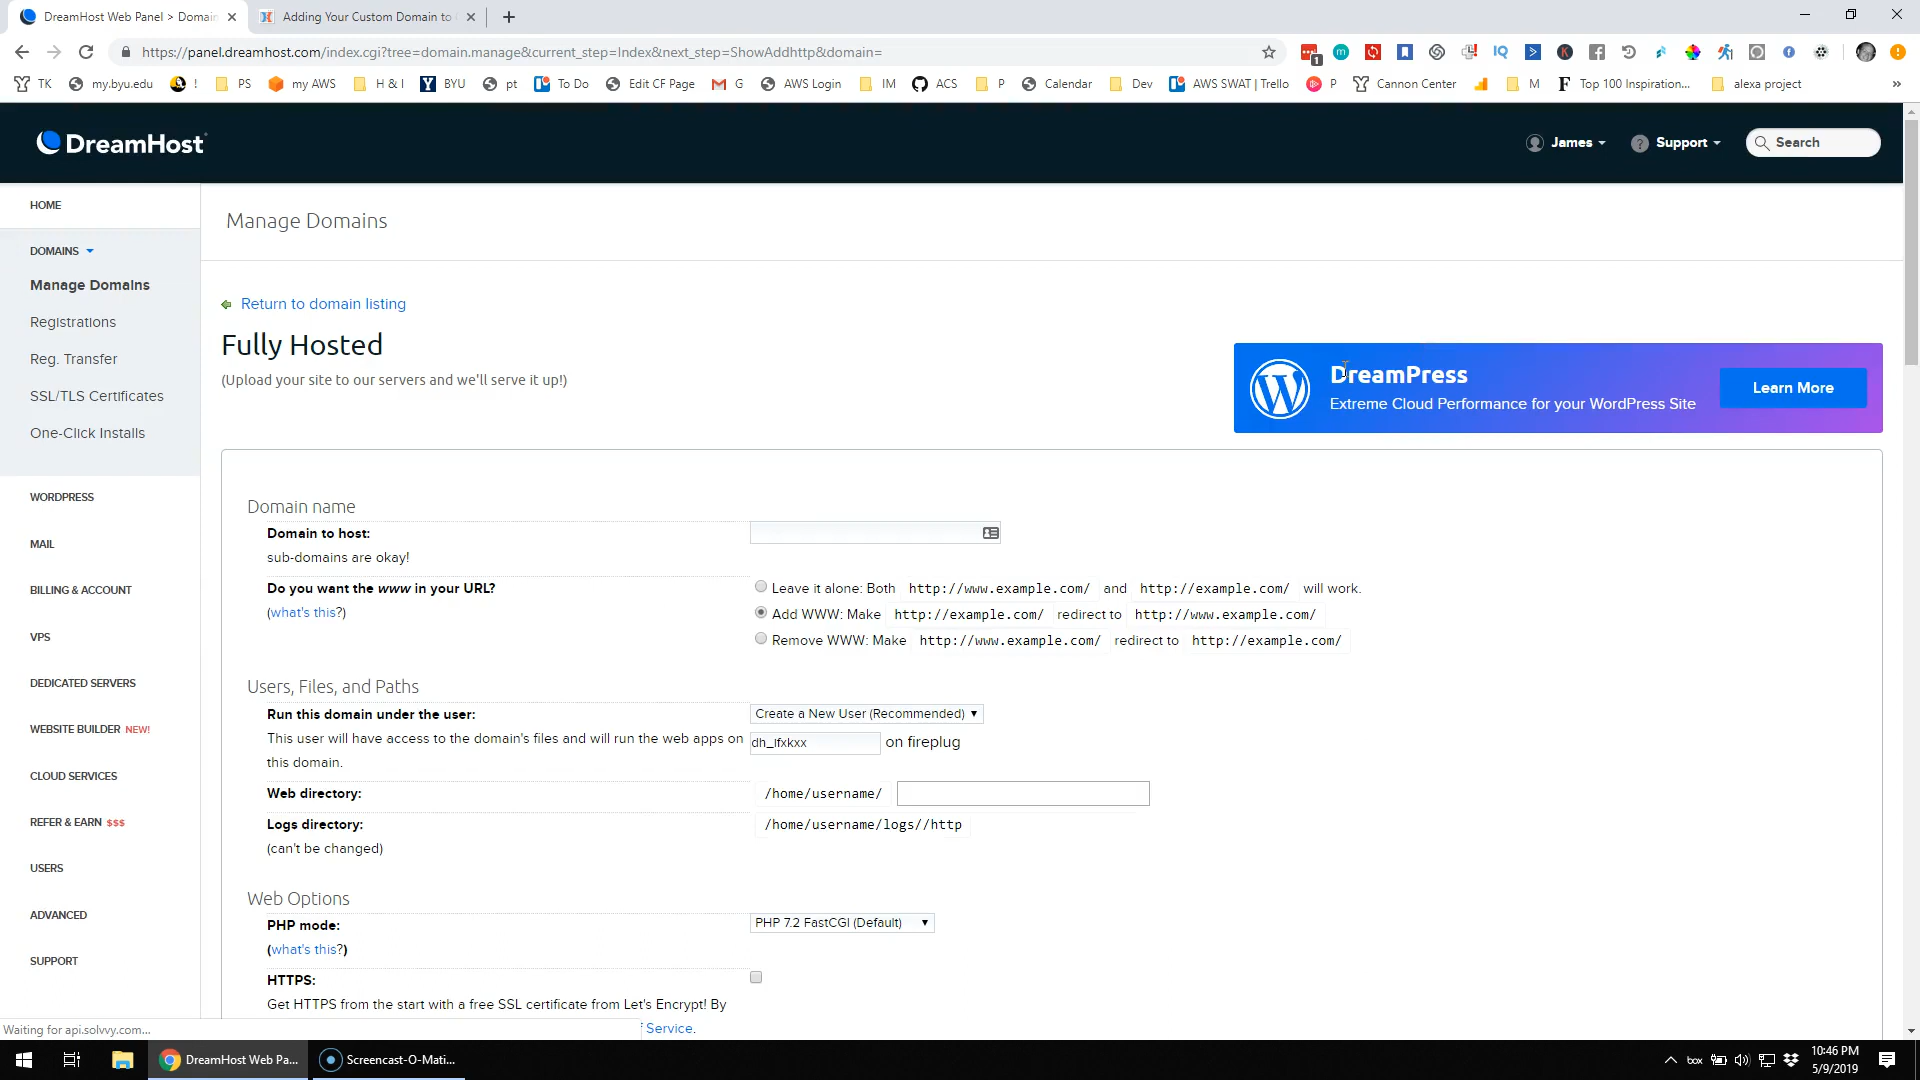 DreamHost Web Panel > Domain
Adding Your Custom Domain to
https://panel.dreamhost.com/index.cgi?tree=domain.manage&current_step=Index&next_step=ShowAddhttp&domain=
TK
my.byu.edu
!
PS
my AWS
H & I
BYU
pt
To Do
Edit CF Page
G
AWS Login
IM
ACS
P
Calendar
Dev
AWS SWAT | Trello
P
Cannon Center
M
Top 100 Inspiration...
alexa project
»
DreamHost
James
Support
Search
HOME
DOMAINS
Manage Domains
Registrations
Reg. Transfer
SSL/TLS Certificates
One-Click Installs
WORDPRESS
MAIL
BILLING & ACCOUNT
VPS
DEDICATED SERVERS
WEBSITE BUILDER NEW!
CLOUD SERVICES
REFER & EARN $$$
USERS
ADVANCED
SUPPORT
Manage Domains
Return to domain listing
Fully Hosted
(Upload your site to our servers and we'll serve it up!)
DreamPress
Extreme Cloud Performance for your WordPress Site
Learn More
Domain name
Domain to host:
sub-domains are okay!
Do you want the www in your URL?
(what's this?)
Leave it alone: Both http://www.example.com/ and http://example.com/ will work.
Add WWW: Make http://example.com/ redirect to http://www.example.com/
Remove WWW: Make http://www.example.com/ redirect to http://example.com/
Users, Files, and Paths
Run this domain under the user:
Create a New User (Recommended)
This user will have access to the domain's files and will run the web apps on
this domain.
dh_ifxkxx on fireplug
Web directory:
/home/username/
Logs directory:
/home/username/logs//http
(can't be changed)
Web Options
PHP mode:
PHP 7.2 FastCGI (Default)
(what's this?)
HTTPS:
Get HTTPS from the start with a free SSL certificate from Let's Encrypt! By
Service.
Waiting for api.solvvy.com...
DreamHost Web Pa...
Screencast-O-Mati...
box
10:46 PM
5/9/2019